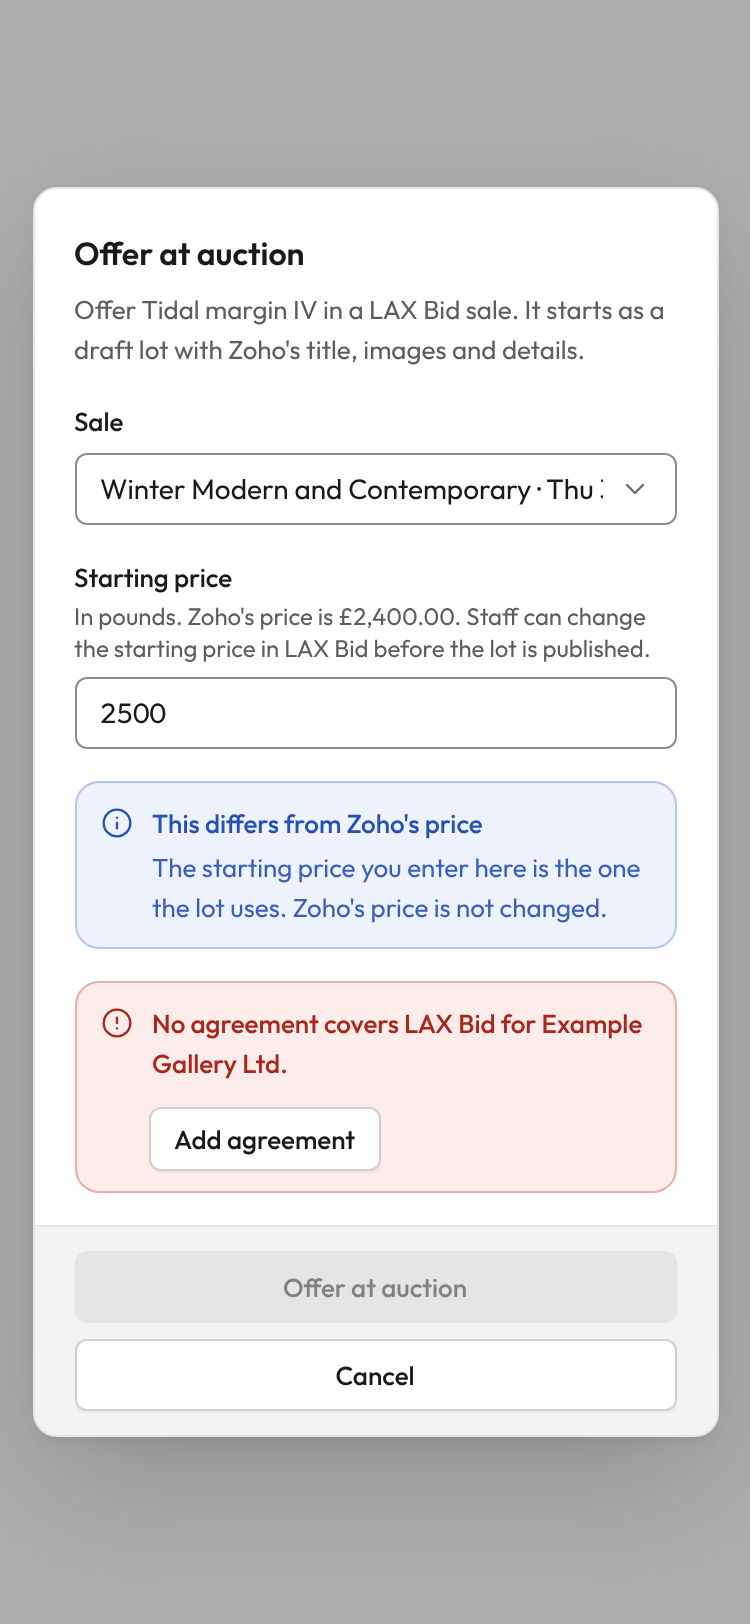 Offer at auction
Offer Tidal margin IV in a LAX Bid sale. It starts as a
draft lot with Zoho's title, images and details.
Sale
Winter Modern and Contemporary · Thu
Starting price
In pounds. Zoho's price is £2,400.00. Staff can change
the starting price in LAX Bid before the lot is published.
2500
This differs from Zoho's price
The starting price you enter here is the one
the lot uses. Zoho's price is not changed.
No agreement covers LAX Bid for Example
Gallery Ltd.
Add agreement
Offer at auction
Cancel